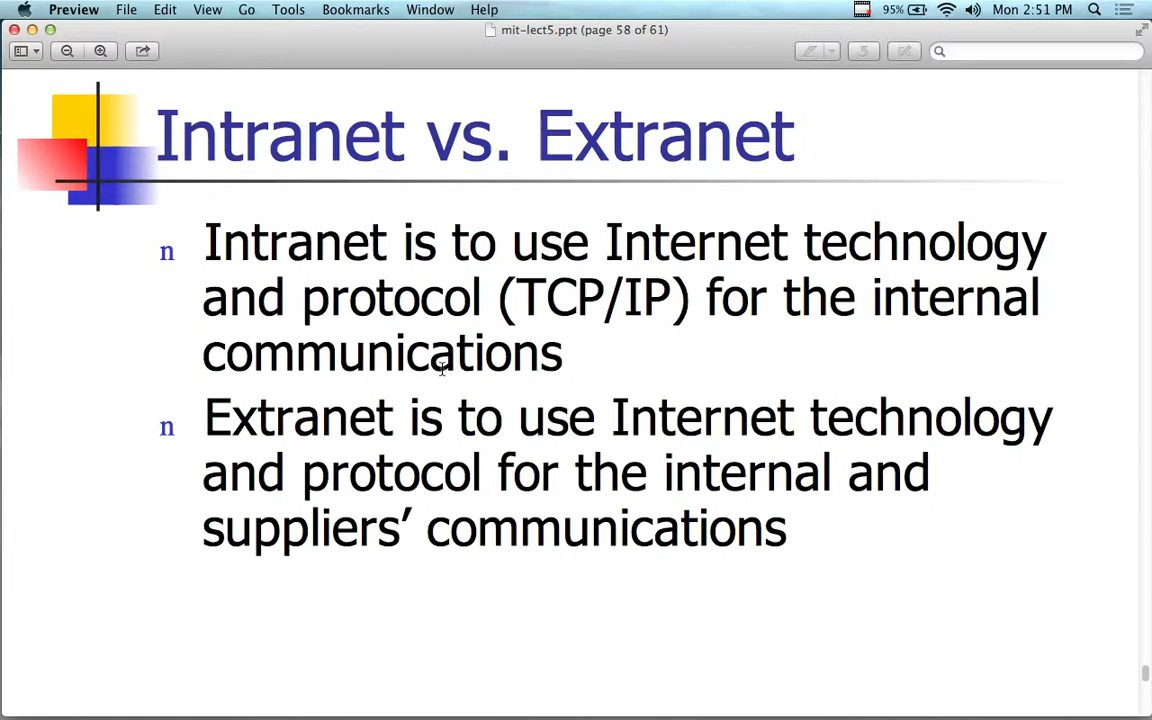 Preview File Edit View Go Tools Bookmarks Window Help 95% Mon 2:51 PM
mit-lect5.ppt (page 58 of 61)
Intranet vs. Extranet
n Intranet is to use Internet technology
and protocol (TCP/IP) for the internal
communications
n Extranet is to use Internet technology
and protocol for the internal and
suppliers’ communications